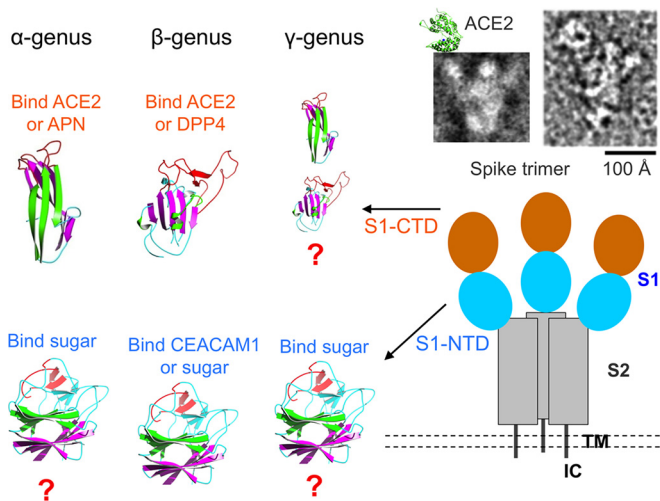 α-genus
β-genus
γ-genus
ACE2
Bind ACE2
or APN
Bind ACE2
or DPP4
100 Å
Spike trimer
S1-CTD
?
S1
Bind sugar
Bind CEACAM1
or sugar
Bind sugar
S1-NTD
S2
?
?
TM
IC